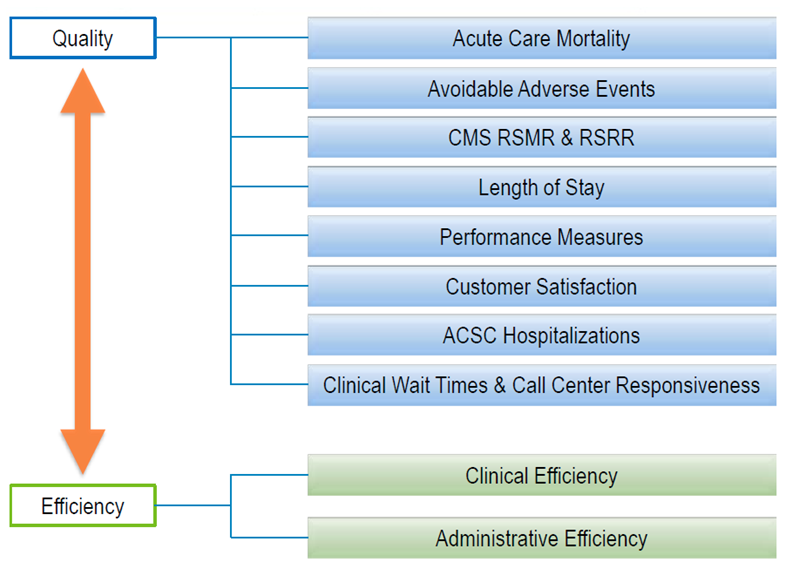 Quality
Acute Care Mortality
Avoidable Adverse Events
CMS RSMR & RSRR
Length of Stay
Performance Measures
Customer Satisfaction
ACSC Hospitalizations
Clinical Wait Times & Call Center Responsiveness
Efficiency
Clinical Efficiency
Administrative Efficiency